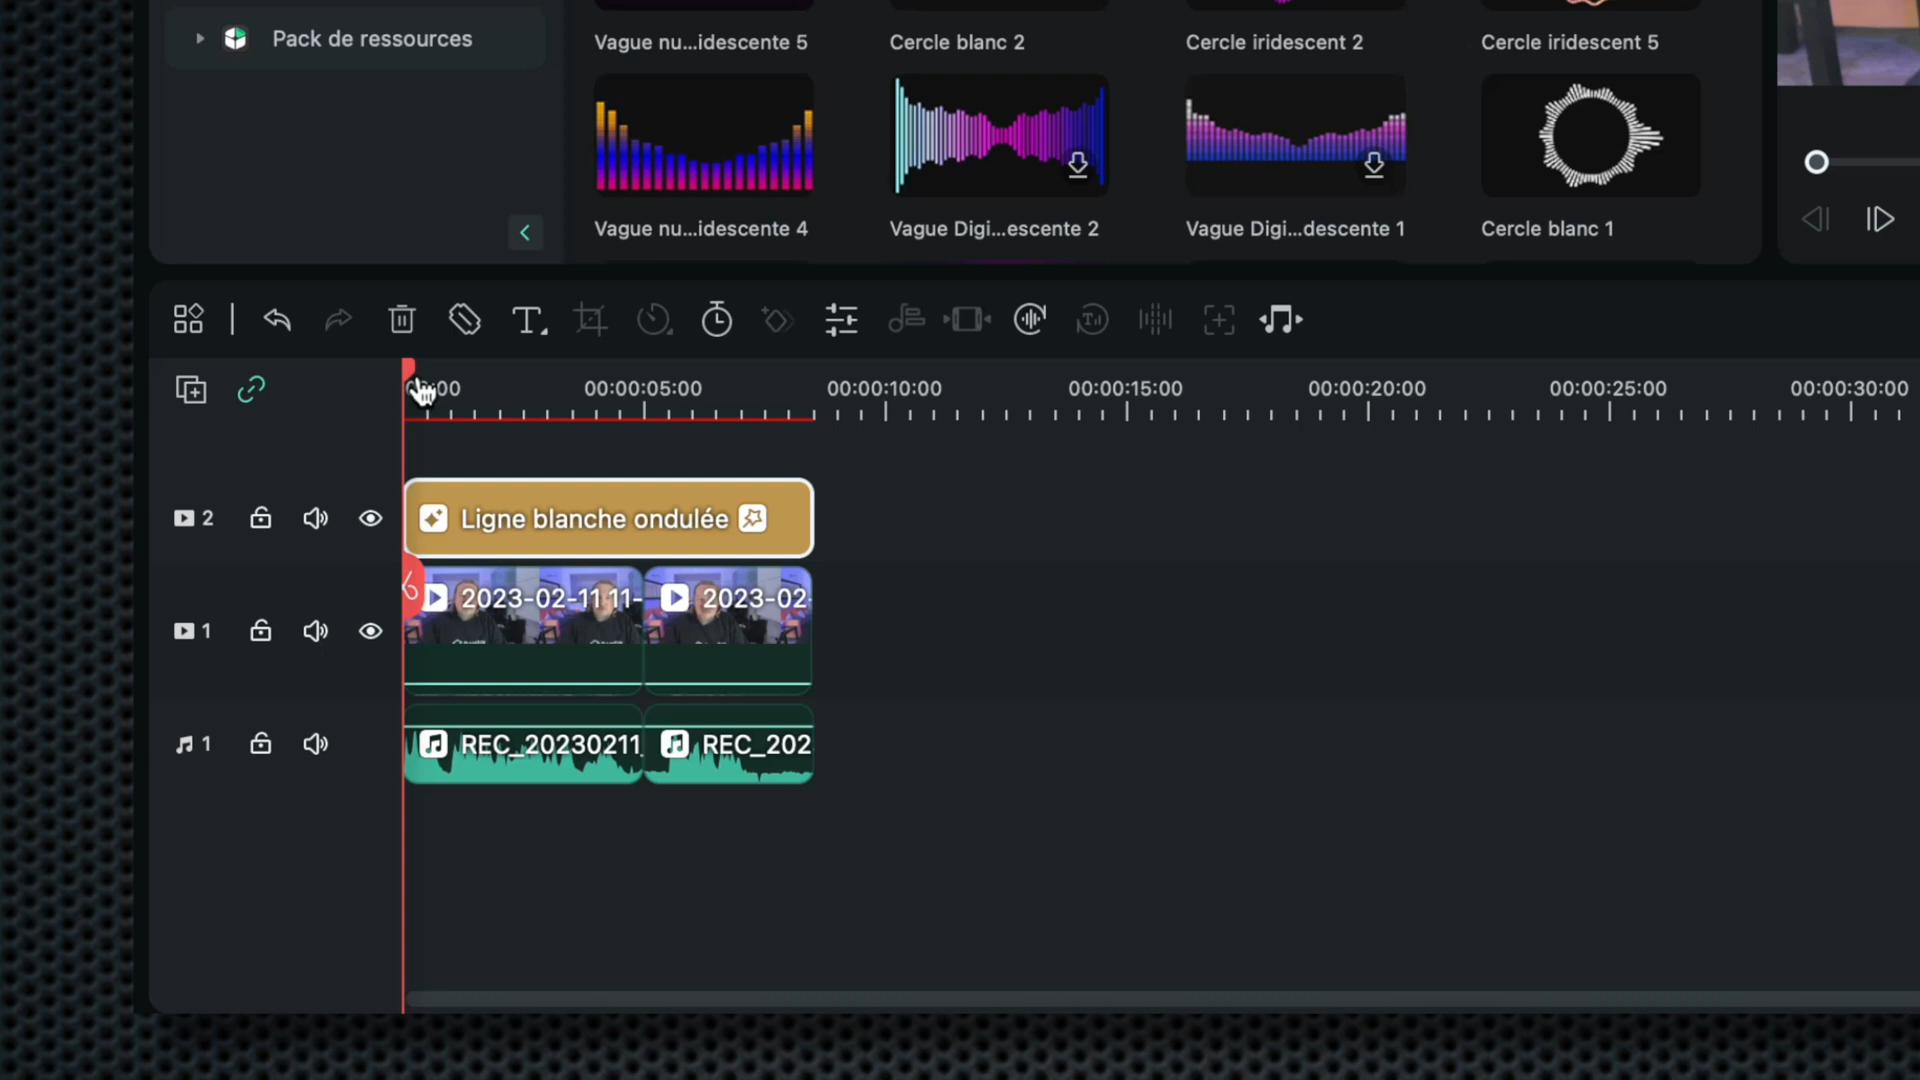 Pack de ressources
Vague nu...idescente 5
Cercle blanc 2
Cercle iridescent 2
Cercle iridescent 5
Vague nu...idescente 4
Vague Digi...escente 2
Vague Digi...descente 1
Cercle blanc 1
00:00:05:00
00:00:10:00
00:00:15:00
00:00:20:00
00:00:25:00
00:00:30:00
2
Ligne blanche ondulée
1
2023-02-11 11-
2023-02-
1
REC_20230211_
REC_202